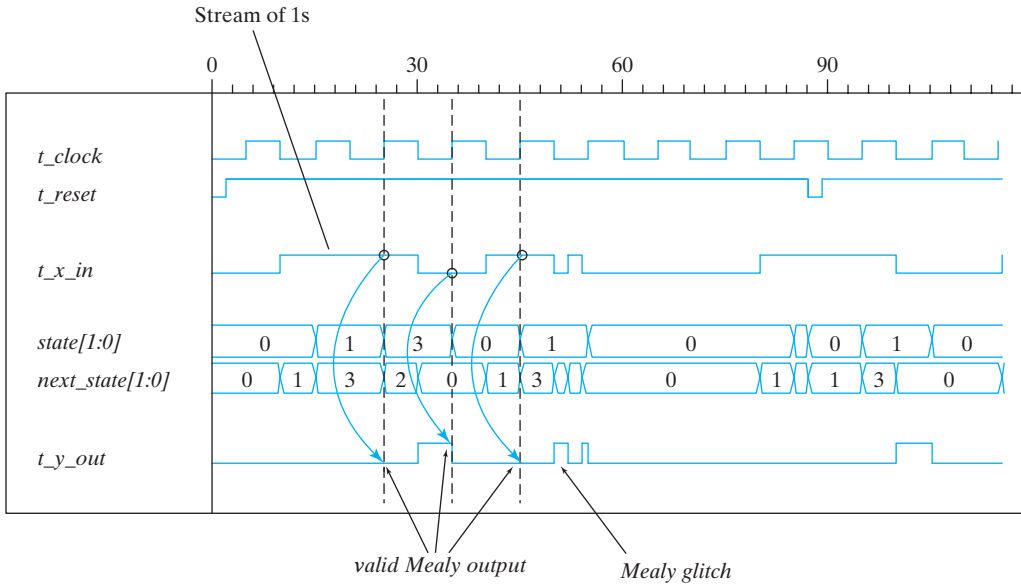 Stream of 1s
0 30 60 90
t_clock
t_reset
t_x_in
state[1:0] 0 1 3 0 1 0 0 1 0
next_state[1:0] 0 1 3 2 0 1 3 0 1 1 3 0
t_y_out
valid Mealy output
Mealy glitch